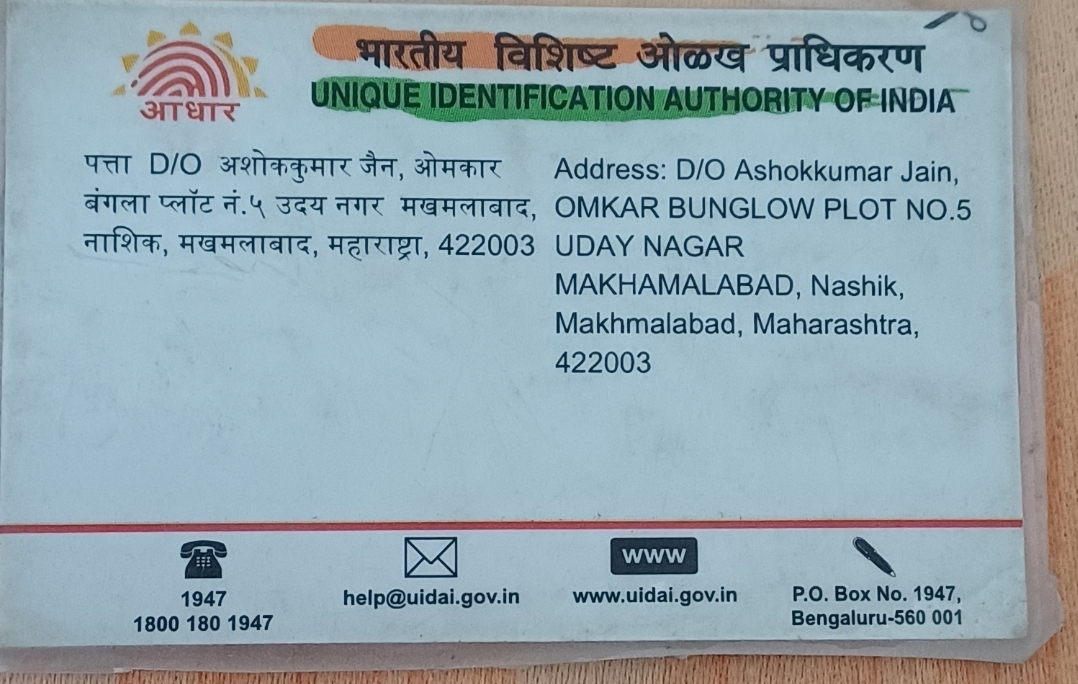 भारतीय विशिष्ट ओळख प्राधिकरण
UNIQUE IDENTIFICATION AUTHORITY OF INDIA
आधार
पत्ता D/O अशोककुमार जैन, ओमकार
बंगला प्लॉट नं.५ उदय नगर मखमलाबाद,
नाशिक, मखमलाबाद, महाराष्ट्रा, 422003
Address: D/O Ashokkumar Jain,
OMKAR BUNGLOW PLOT NO.5
UDAY NAGAR
MAKHAMALABAD, Nashik,
Makhmalabad, Maharashtra,
422003
1947
1800 180 1947
help@uidai.gov.in
www
www.uidai.gov.in
P.O. Box No. 1947,
Bengaluru-560 001